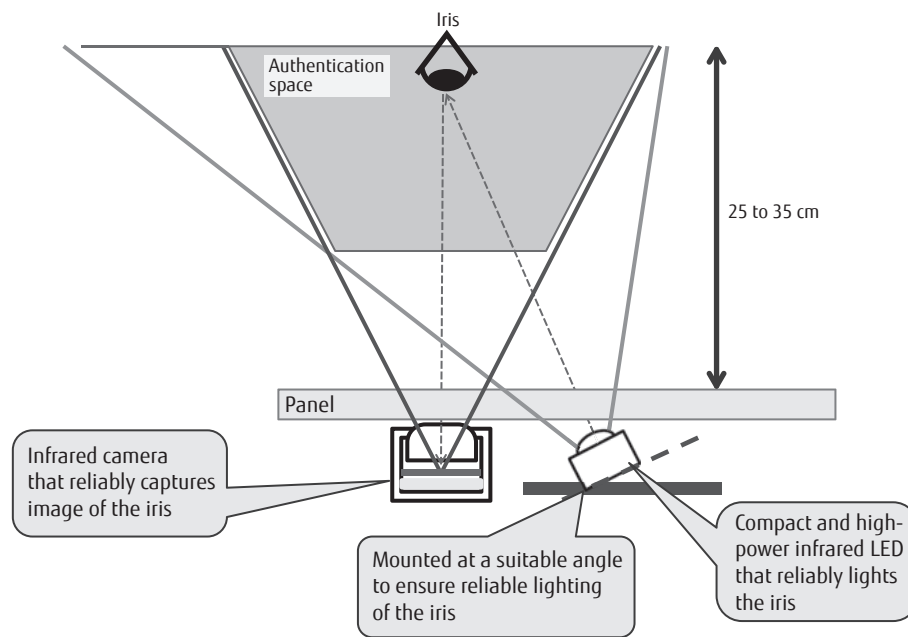 Iris
Authentication
space
25 to 35 cm
Panel
Infrared camera
that reliably captures
image of the iris
Mounted at a suitable angle
to ensure reliable lighting
of the iris
Compact and high-
power infrared LED
that reliably lights
the iris